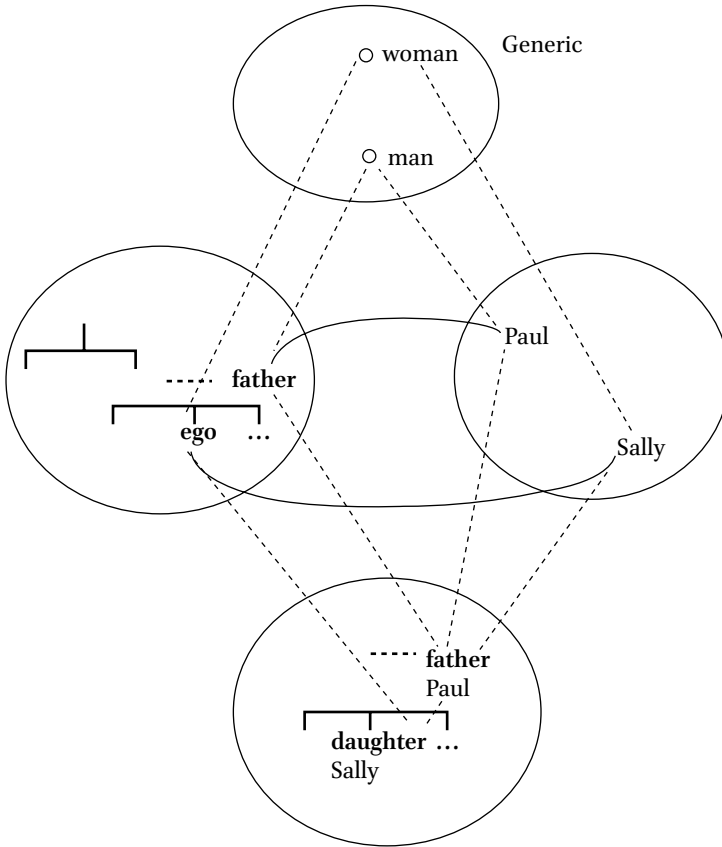 Generic
woman
man
Paul
father
ego ...
Sally
father
Paul
daughter ...
Sally